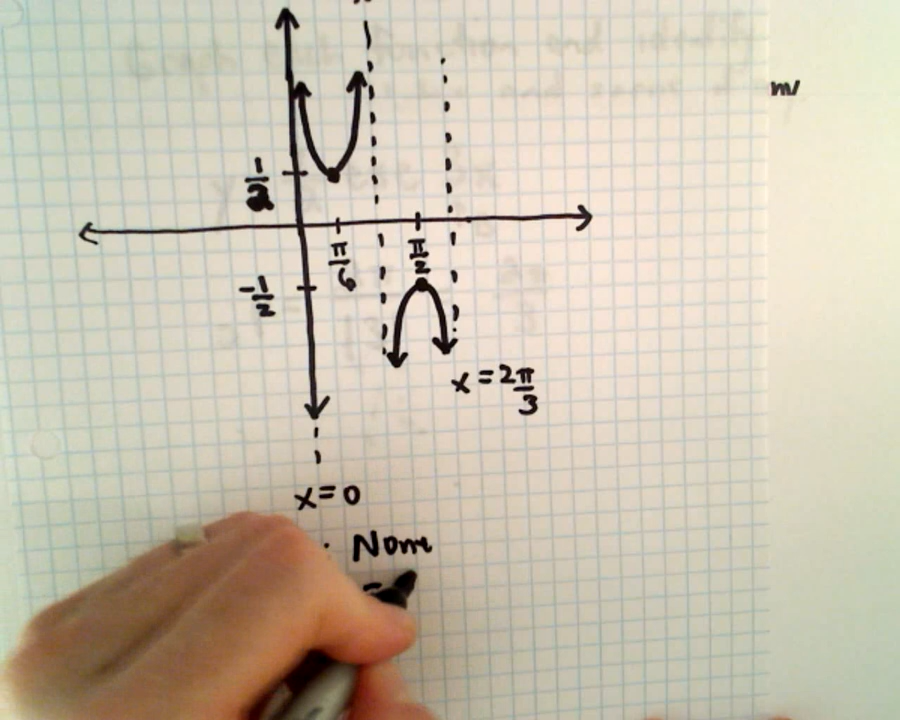 1/2
π/6
π/2
-1/2
x = 2π/3
x = 0
None